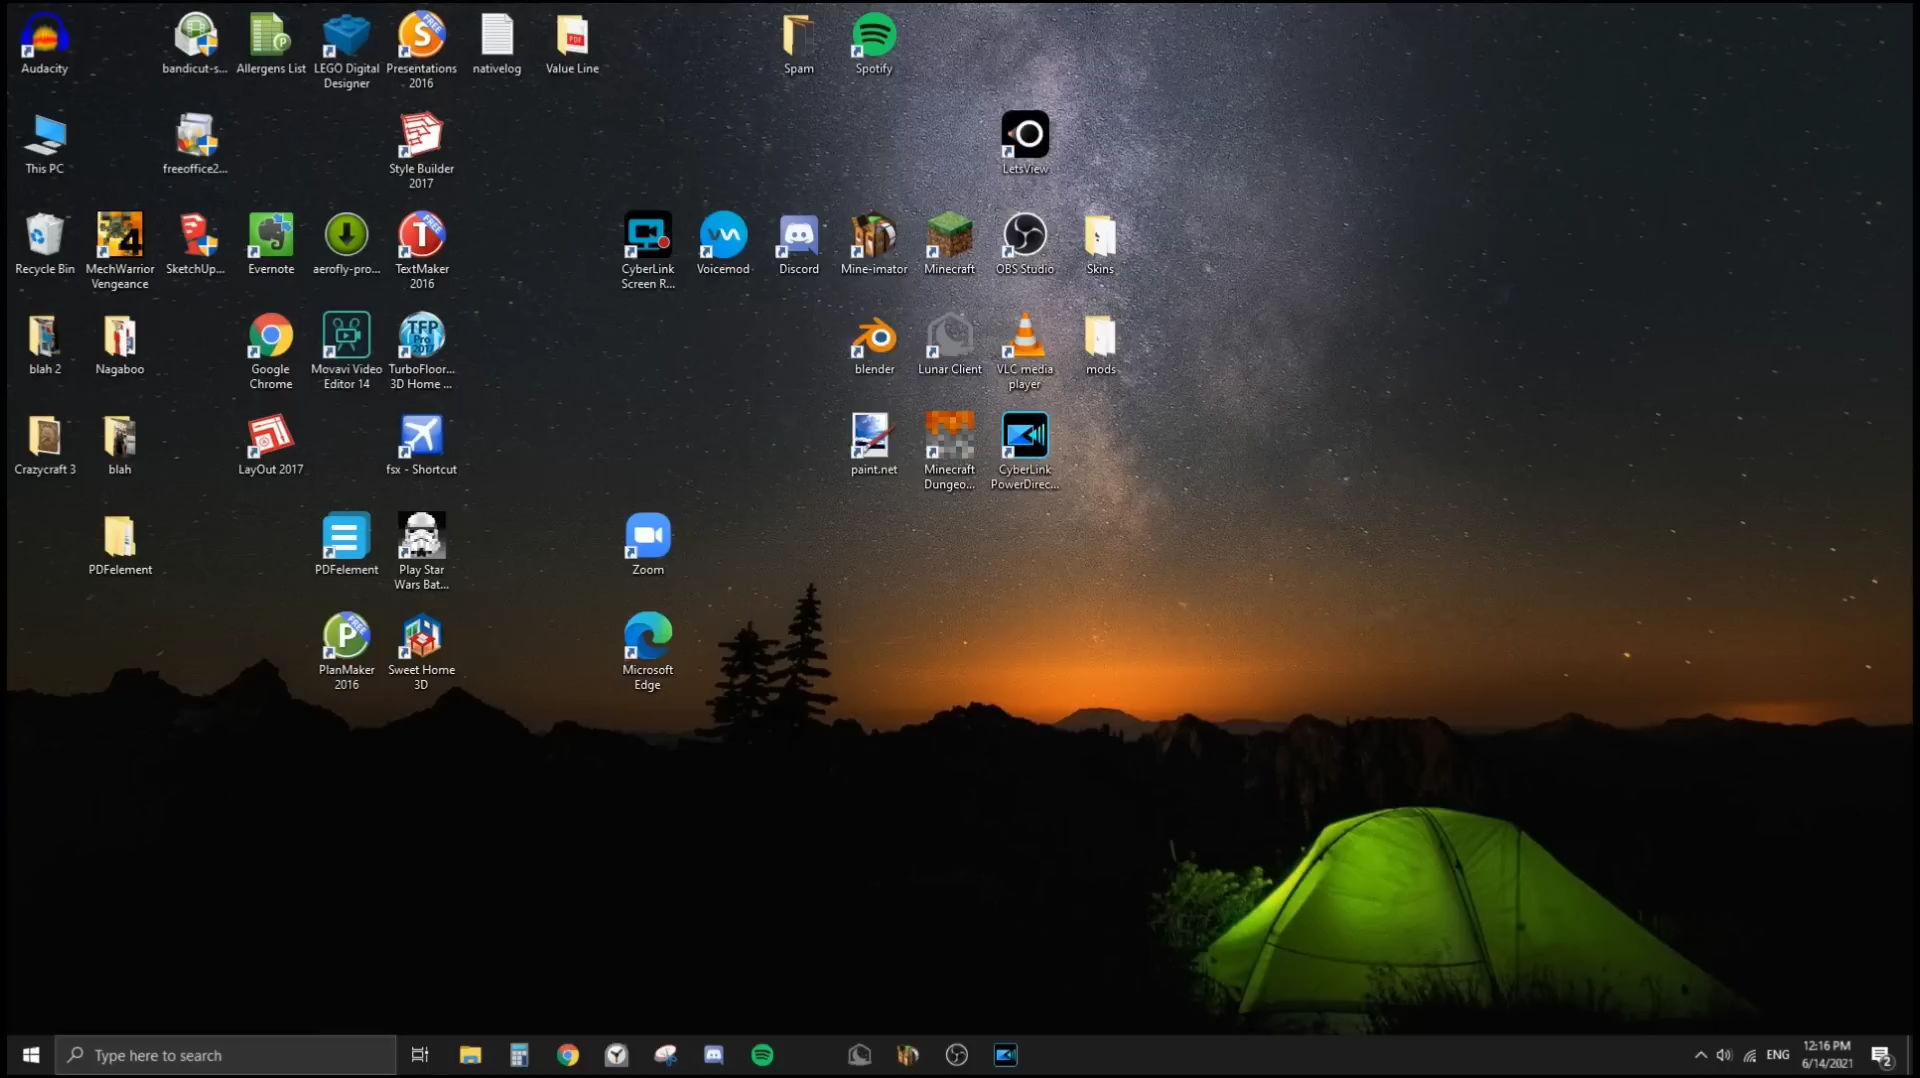 Audacity
bandicut-s...
Allergens List
LEGO Digital
Designer
Presentations
2016
nativelog
Value Line
Spam
Spotify
This PC
freeoffice2...
Style Builder
2017
LetsView
Recycle Bin
MechWarrior
Vengeance
SketchUp...
Evernote
aerofly-pro...
TextMaker
2016
CyberLink
Screen R...
Voicemod
Discord
Mine-imator
Minecraft
OBS Studio
Skins
blah 2
Nagaboo
Google
Chrome
Movavi Video
Editor 14
TurboFloor...
3D Home ...
blender
Lunar Client
VLC media
player
mods
Crazycraft 3
blah
LayOut 2017
fsx - Shortcut
paint.net
Minecraft
Dungeo...
CyberLink
PowerDirec...
PDFelement
PDFelement
Play Star
Wars Bat...
Zoom
PlanMaker
2016
Sweet Home
3D
Microsoft
Edge
Type here to search
ENG
12:16 PM
6/14/2021
2